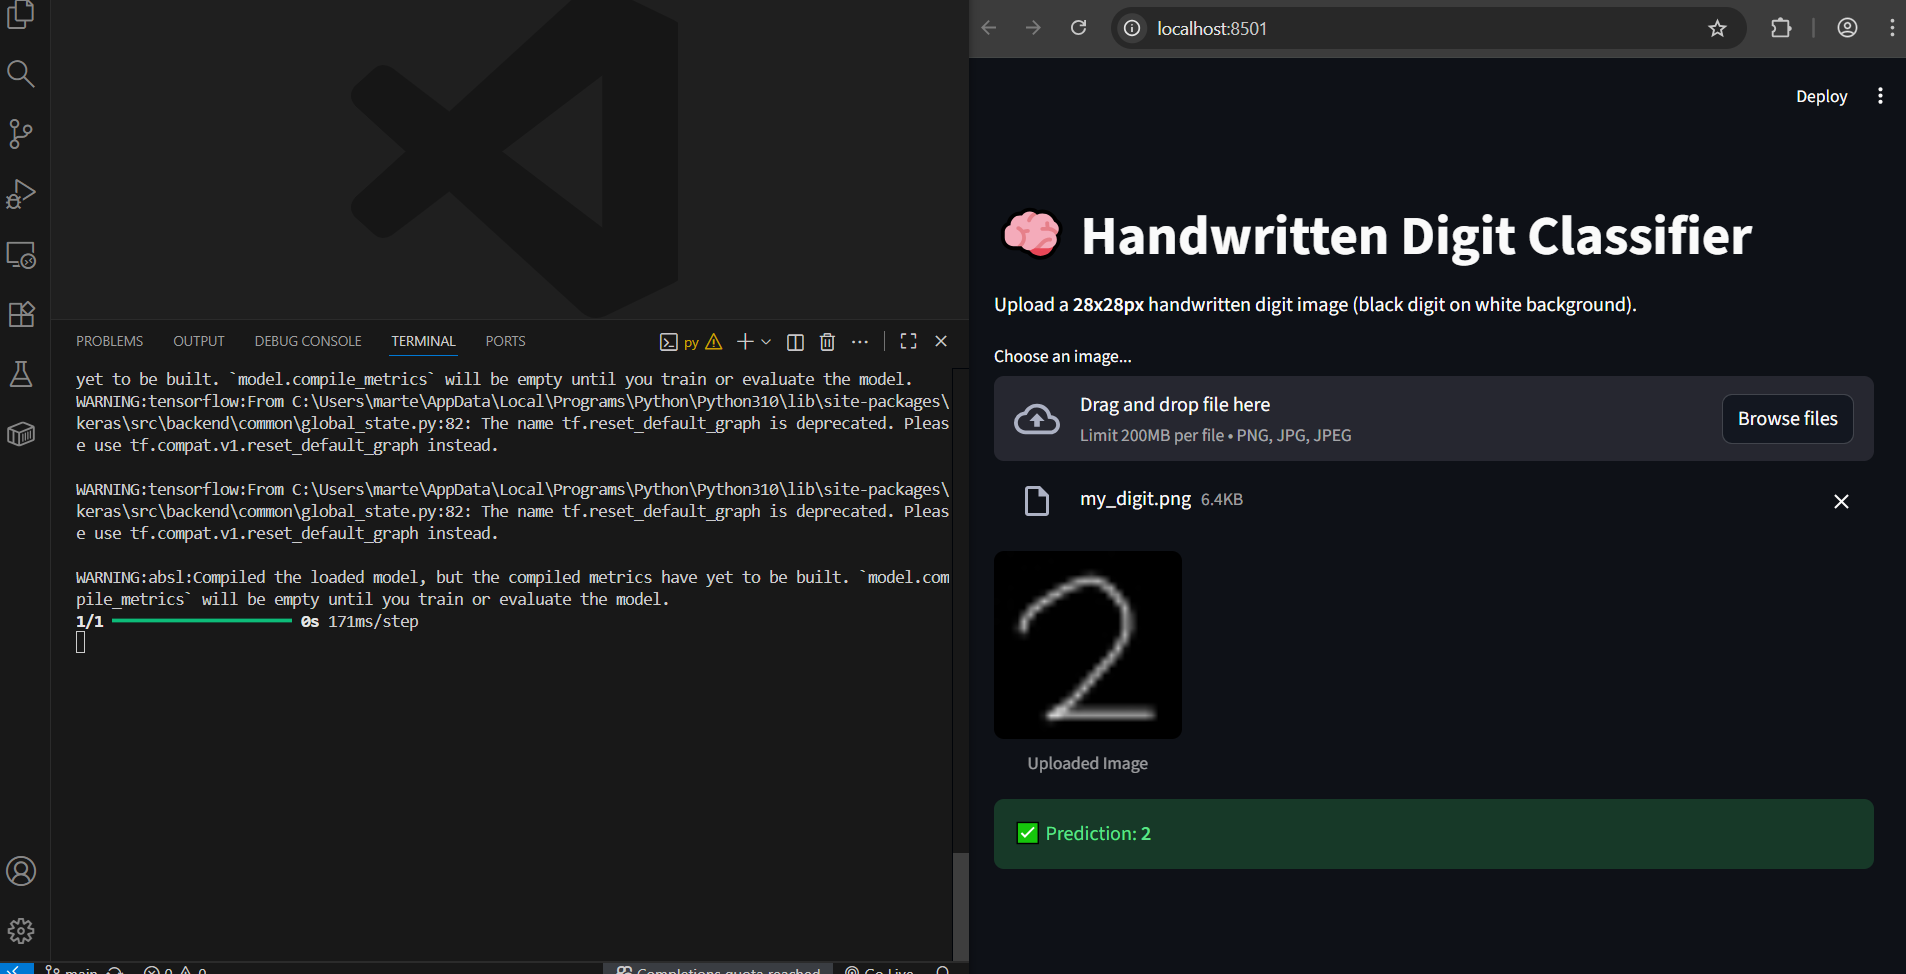 PROBLEMS OUTPUT DEBUG CONSOLE TERMINAL PORTS
py
yet to be built. `model.compile_metrics` will be empty until you train or evaluate the model.
WARNING:tensorflow:From C:\Users\marte\AppData\Local\Programs\Python\Python310\lib\site-packages\
keras\src\backend\common\global_state.py:82: The name tf.reset_default_graph is deprecated. Pleas
e use tf.compat.v1.reset_default_graph instead.
WARNING:tensorflow:From C:\Users\marte\AppData\Local\Programs\Python\Python310\lib\site-packages\
keras\src\backend\common\global_state.py:82: The name tf.reset_default_graph is deprecated. Pleas
e use tf.compat.v1.reset_default_graph instead.
WARNING:absl:Compiled the loaded model, but the compiled metrics have yet to be built. `model.com
pile_metrics` will be empty until you train or evaluate the model.
1/1 0s 171ms/step
main 0 0 Completions quota reached Go Live
localhost:8501
Deploy
Handwritten Digit Classifier
Upload a 28x28px handwritten digit image (black digit on white background).
Choose an image...
Drag and drop file here
Limit 200MB per file • PNG, JPG, JPEG
Browse files
my_digit.png 6.4KB
2
Uploaded Image
✅ Prediction: 2